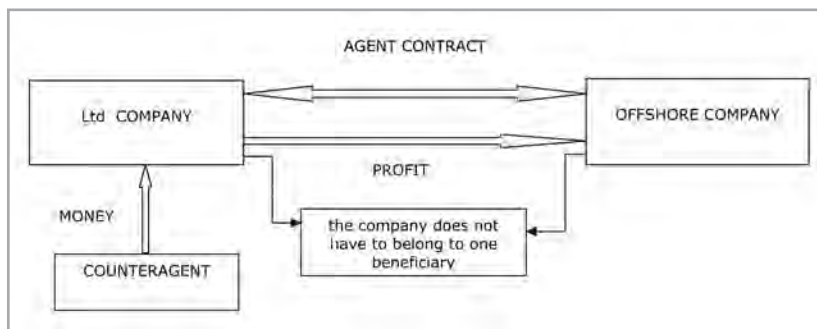 AGENT CONTRACT
Ltd COMPANY
OFFSHORE COMPANY
PROFIT
MONEY
the company does not
have to belong to one
beneficiary
COUNTERAGENT